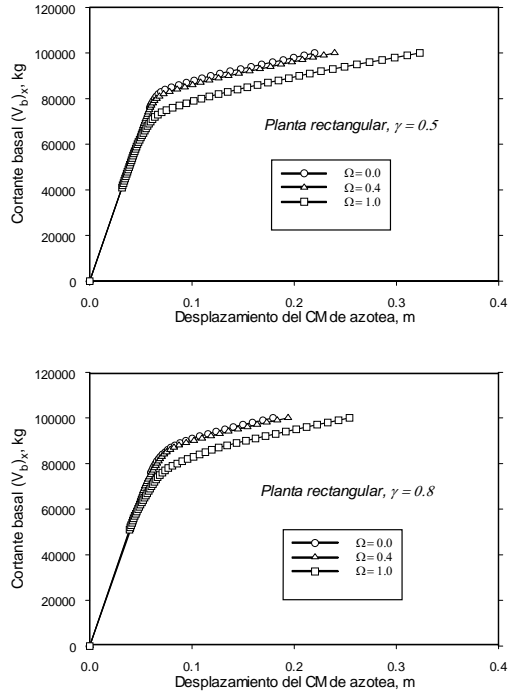 120000
100000
80000
60000
40000
20000
0
Cortante basal (V_b)_x, kg
Planta rectangular, γ = 0.5
Ω = 0.0
Ω = 0.4
Ω = 1.0
0.0 0.1 0.2 0.3 0.4
Desplazamiento del CM de azotea, m
120000
100000
80000
60000
40000
20000
0
Cortante basal (V_b)_x, kg
Planta rectangular, γ = 0.8
Ω = 0.0
Ω = 0.4
Ω = 1.0
0.0 0.1 0.2 0.3 0.4
Desplazamiento del CM de azotea, m